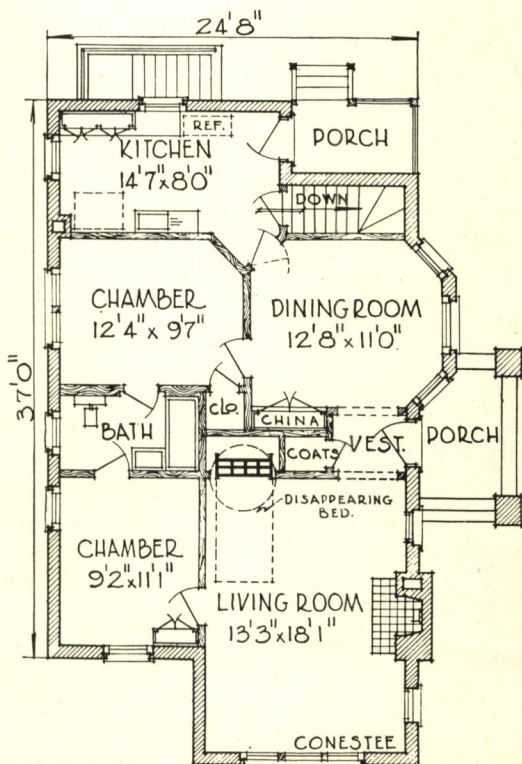 24'8"
REF.
PORCH
KITCHEN
14'7"x8'0"
DOWN
CHAMBER
12'4" x 9'7"
DINING ROOM
12'8"x11'0"
37'0"
CLO.
CHINA
BATH
COATS
VEST.
PORCH
DISAPPEARING
BED.
CHAMBER
9'2"x11'1"
LIVING ROOM
13'3"x18'1"
CONESTEE